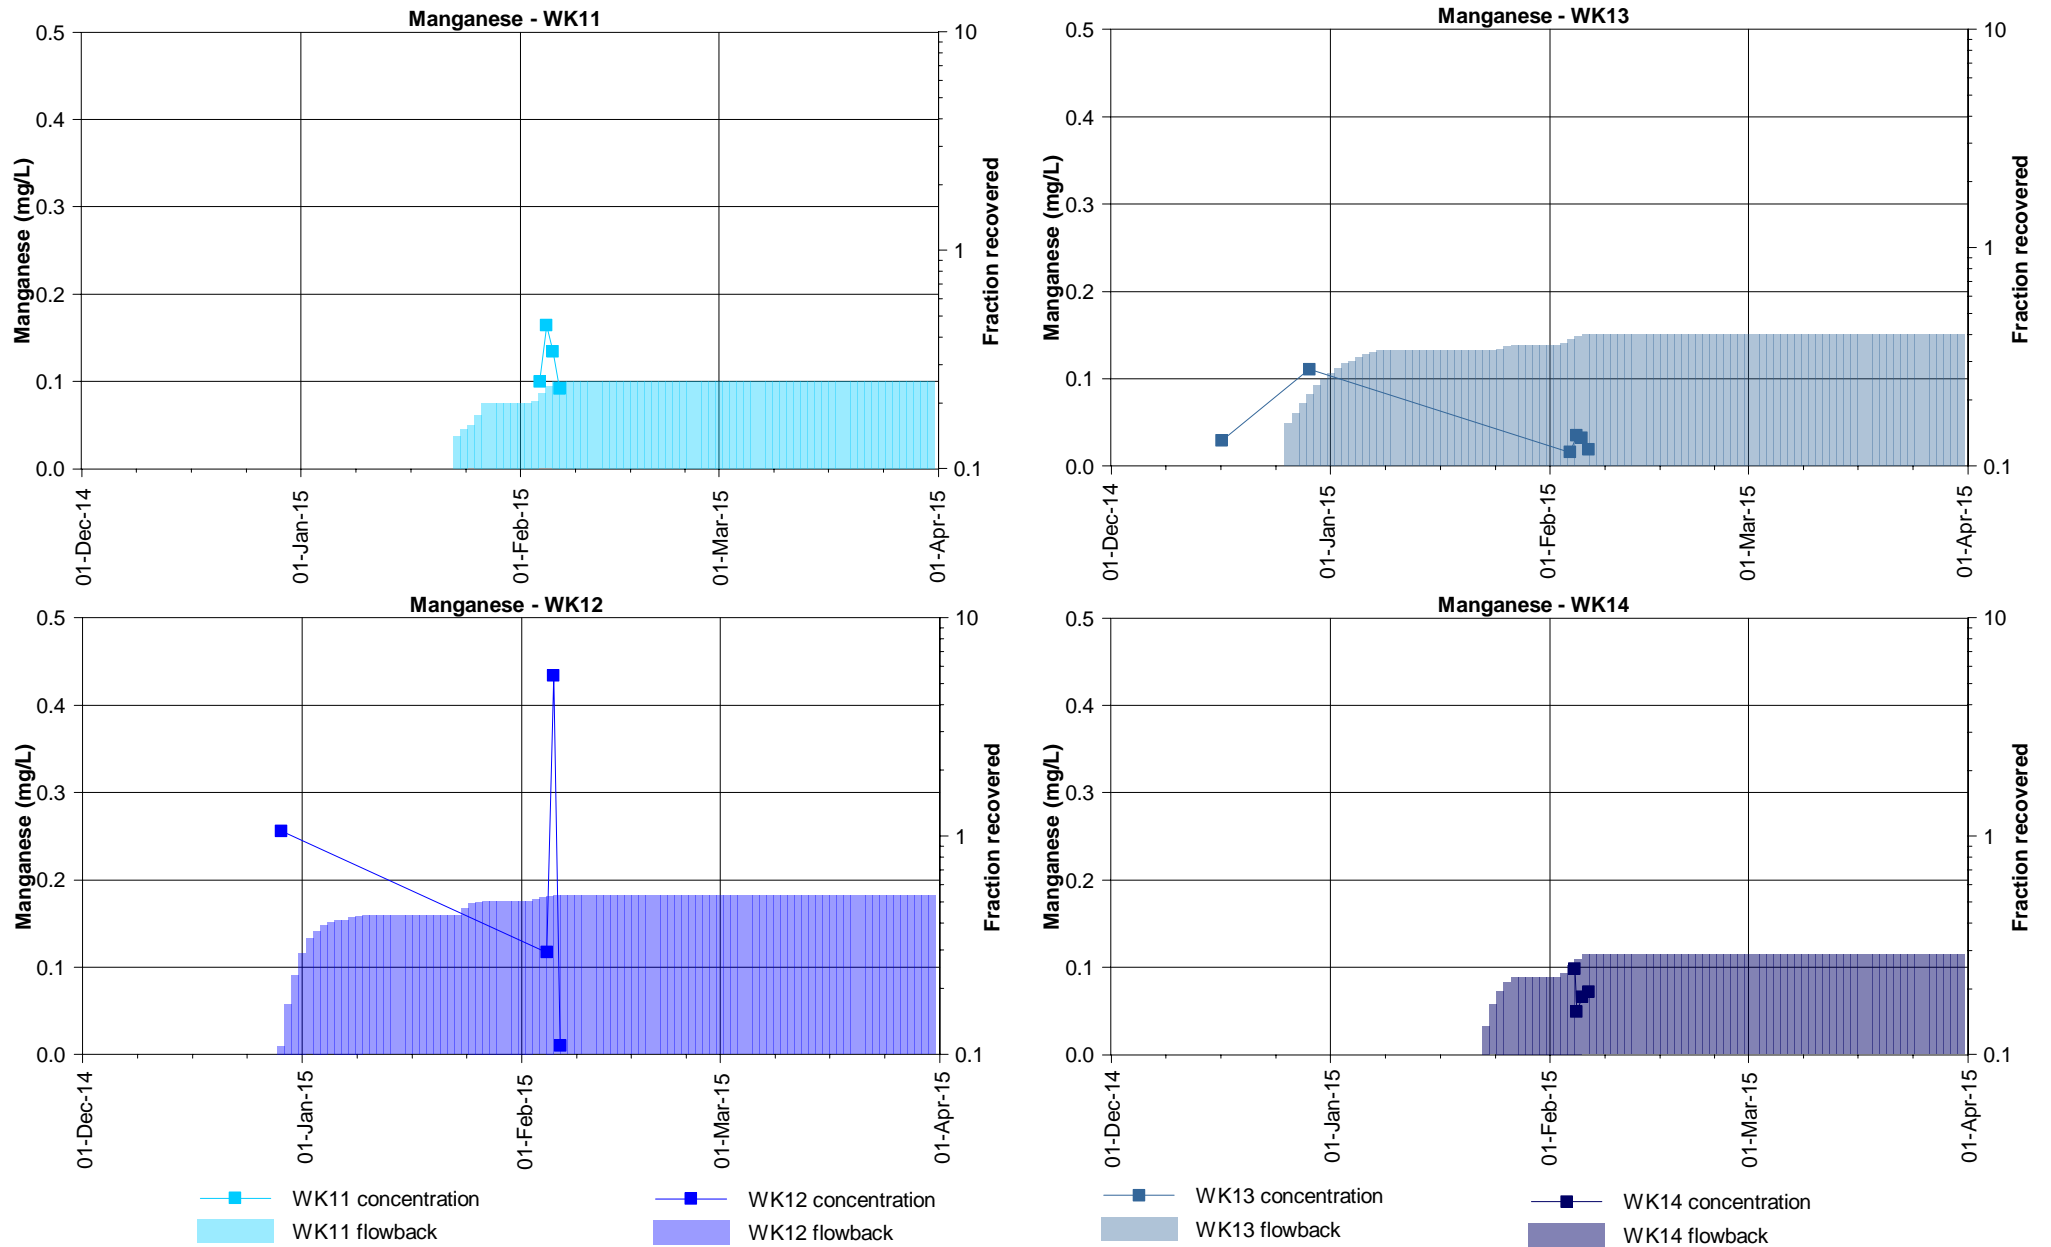 Manganese - WK11
0.5
0.4
0.3
0.2
0.1
0.0
Manganese (mg/L)
10
1
0.1
Fraction recovered
01-Dec-14
01-Jan-15
01-Feb-15
01-Mar-15
01-Apr-15
Manganese - WK13
0.5
0.4
0.3
0.2
0.1
0.0
Manganese (mg/L)
10
1
0.1
Fraction recovered
01-Dec-14
01-Jan-15
01-Feb-15
01-Mar-15
01-Apr-15
Manganese - WK12
0.5
0.4
0.3
0.2
0.1
0.0
Manganese (mg/L)
10
1
0.1
Fraction recovered
01-Dec-14
01-Jan-15
01-Feb-15
01-Mar-15
01-Apr-15
Manganese - WK14
0.5
0.4
0.3
0.2
0.1
0.0
Manganese (mg/L)
10
1
0.1
Fraction recovered
01-Dec-14
01-Jan-15
01-Feb-15
01-Mar-15
01-Apr-15
WK11 concentration
WK11 flowback
WK12 concentration
WK12 flowback
WK13 concentration
WK13 flowback
WK14 concentration
WK14 flowback